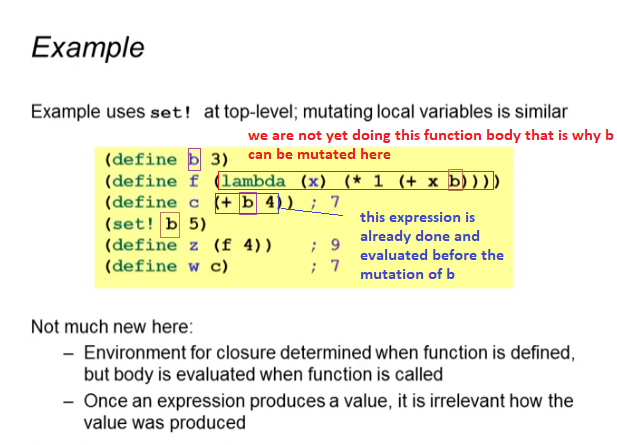 Example
Example uses set! at top-level; mutating local variables is similar
we are not yet doing this function body that is why b
can be mutated here
(define b 3)
(define f (lambda (x) (* 1 (+ x b))))
(define c (+ b 4)) ; 7
(set! b 5)
(define z (f 4)) ; 9
(define w c) ; 7
this expression is
already done and
evaluated before the
mutation of b
Not much new here:
– Environment for closure determined when function is defined,
but body is evaluated when function is called
– Once an expression produces a value, it is irrelevant how the
value was produced